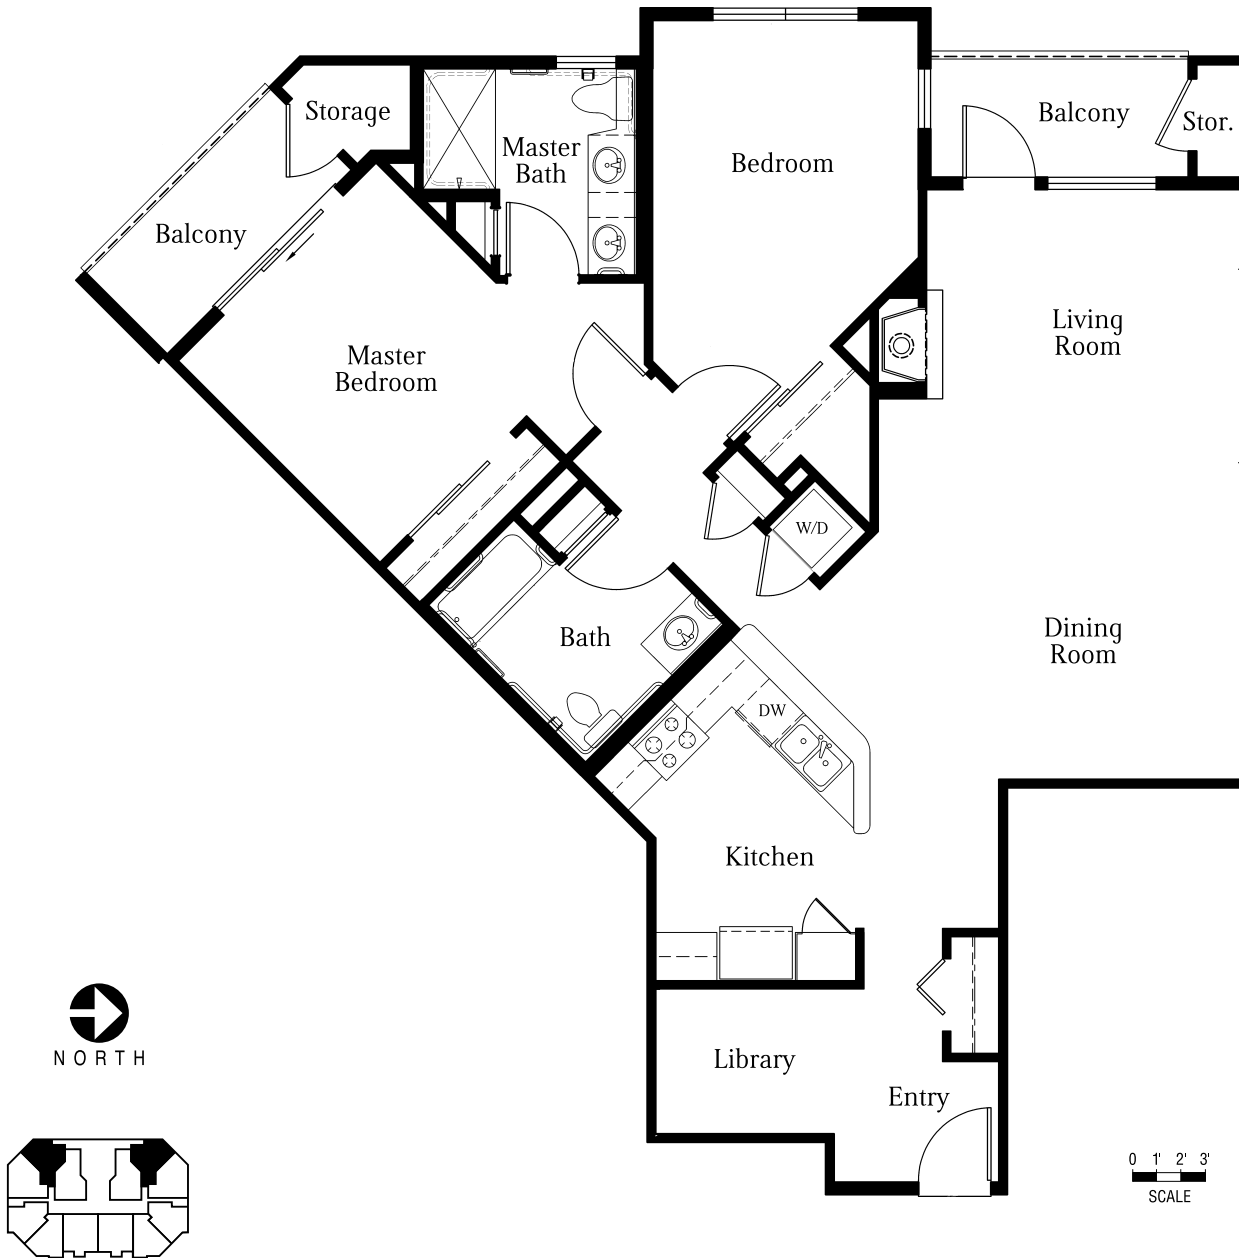 Storage
Balcony
Stor.
Master
Bath
Bedroom
Balcony
Living
Room
Master
Bedroom
W/D
Dining
Room
Bath
DW
Kitchen
NORTH
Library
Entry
0 1' 2' 3'
SCALE